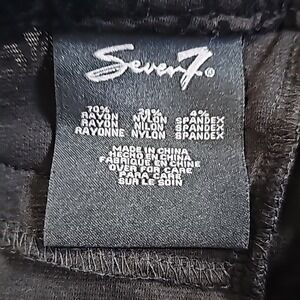 Seven7®
70% 26% 4%
RAYON NYLON SPANDEX
RAYON NILON SPANDEX
RAYONNE NYLON SPANDEX
MADE IN CHINA
HECHO EN CHINA
FABRIQUE EN CHINE
OVER FOR CARE
PARA CARE
SUR LE SOIN